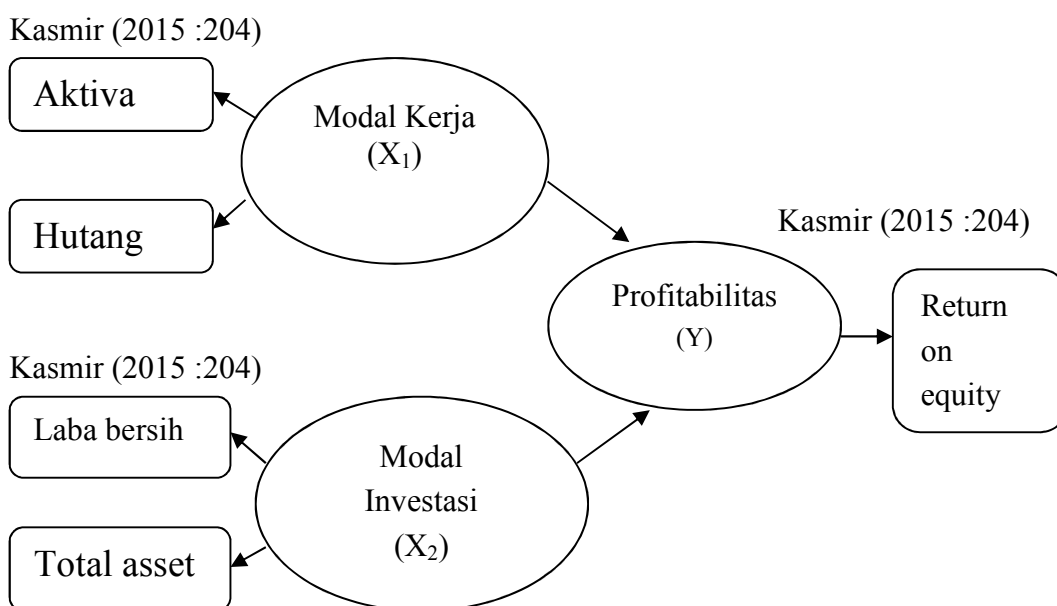 Kasmir (2015 :204)
Aktiva
Hutang
Modal Kerja
(X₁)
Kasmir (2015 :204)
Profitabilitas
(Y)
Return
on
equity
Kasmir (2015 :204)
Laba bersih
Total asset
Modal
Investasi
(X₂)